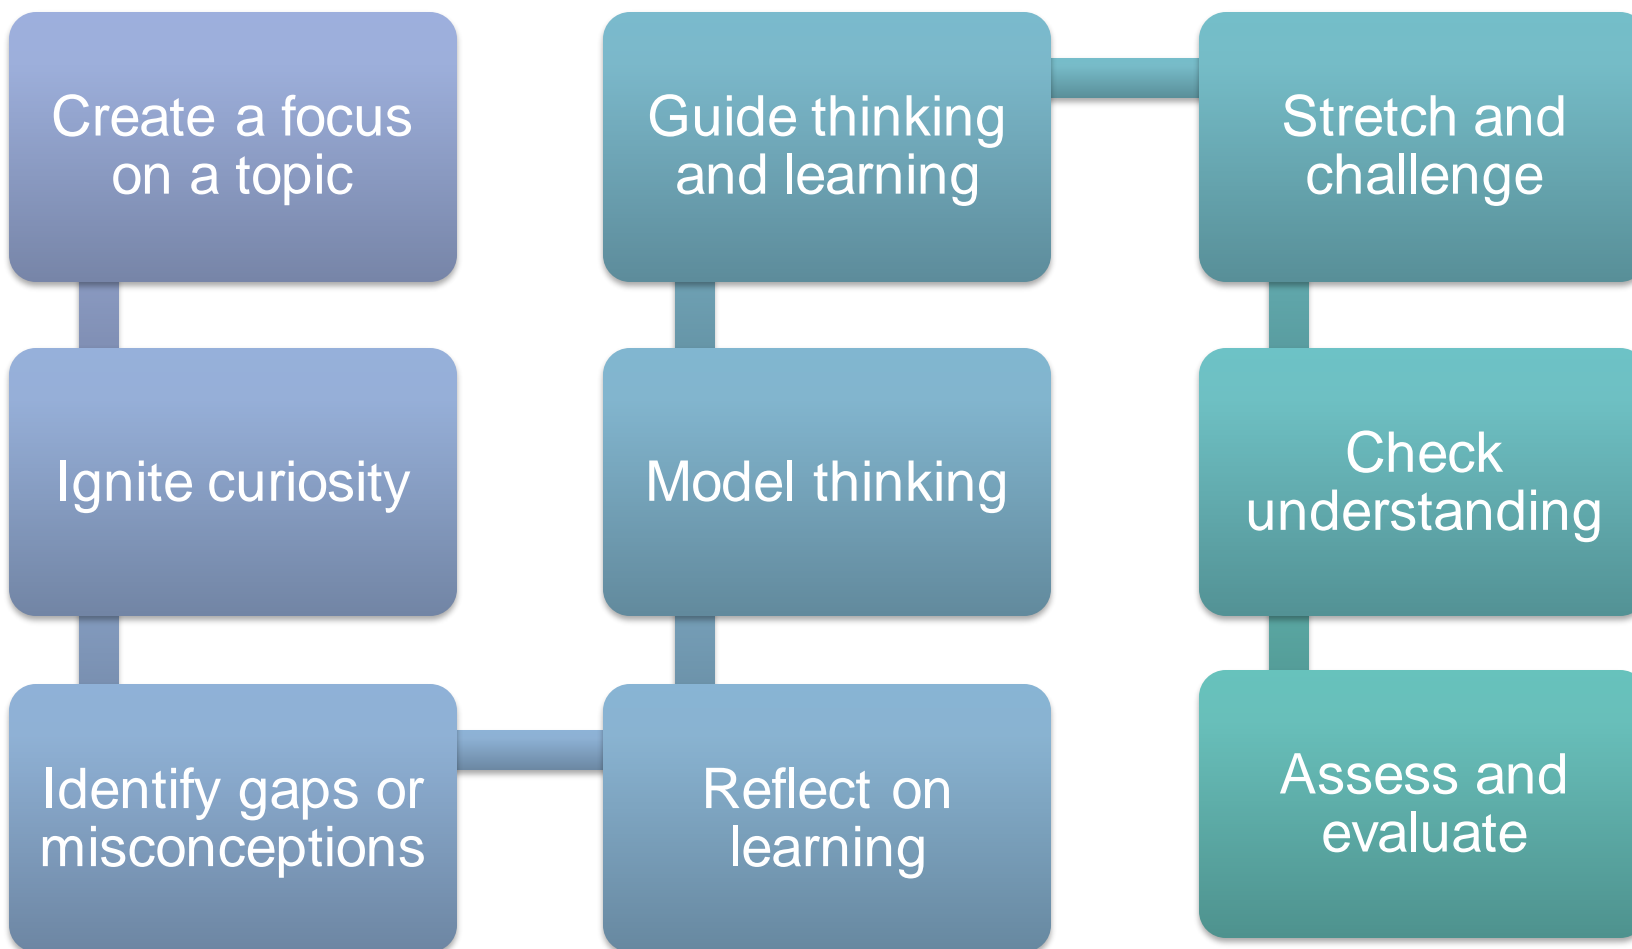 Create a focus
on a topic
Ignite curiosity
Identify gaps or
misconceptions
Reflect on
learning
Model thinking
Guide thinking
and learning
Stretch and
challenge
Check
understanding
Assess and
evaluate